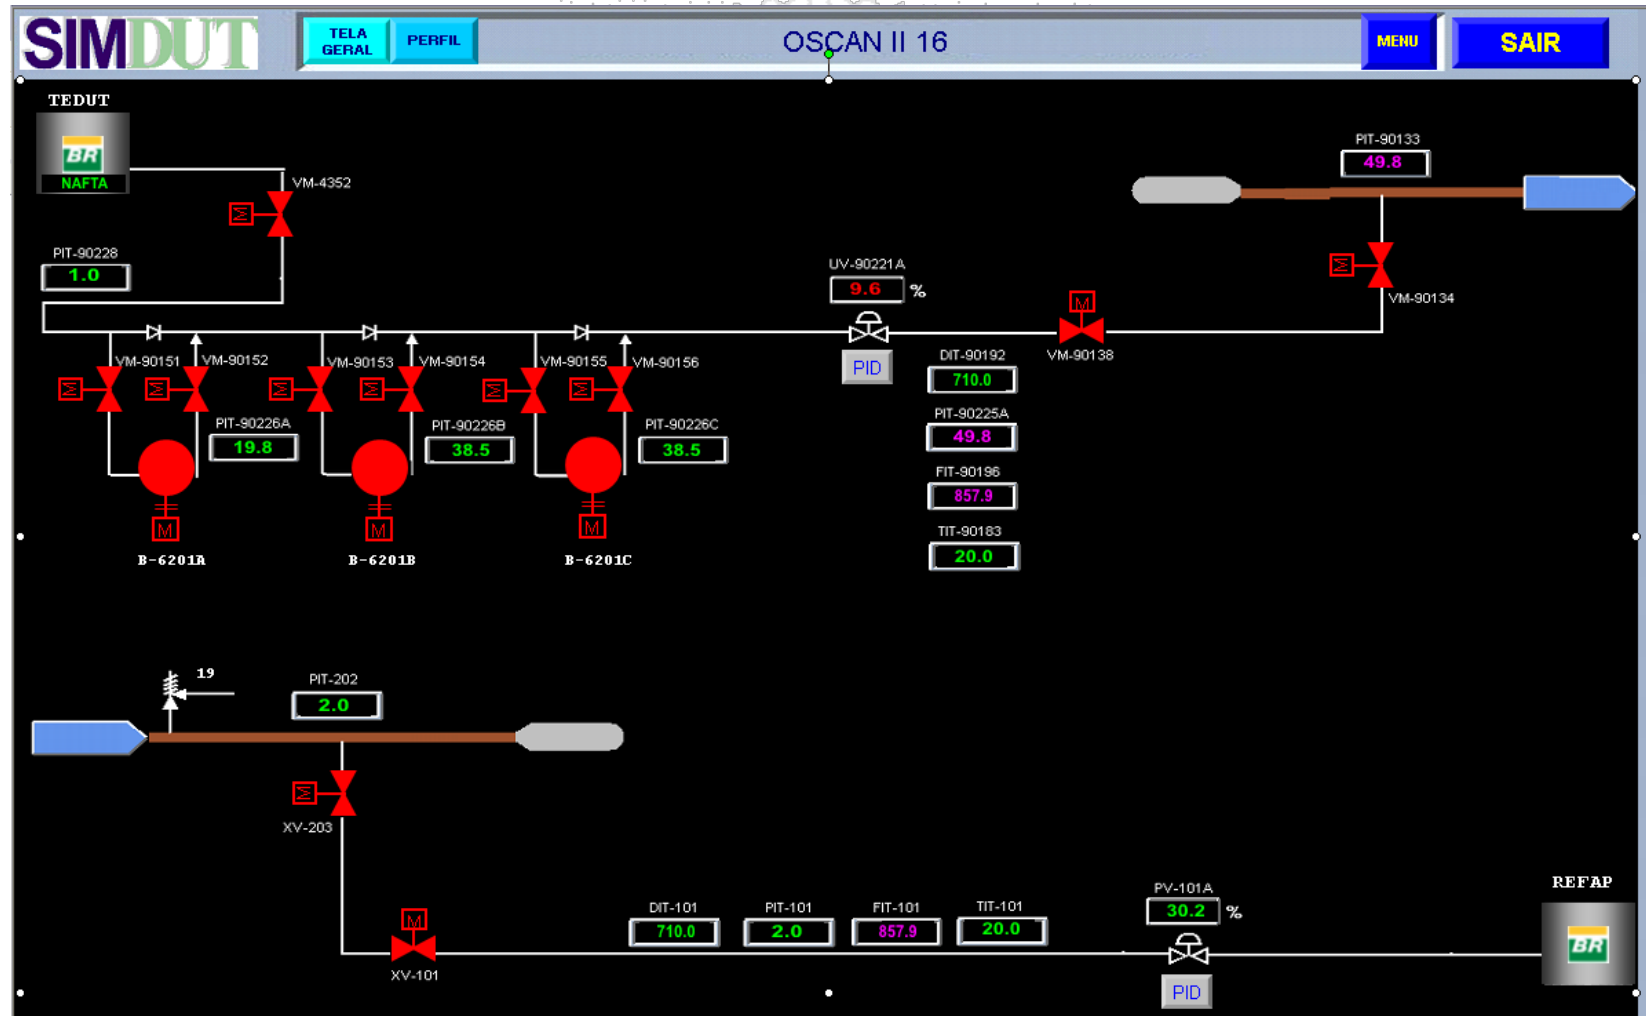 SIMDUT
TELA
GERAL
PERFIL
OSCAN II 16
MENU
SAIR
TEDUT
BR
NAFTA
VM-4352
M
PIT-90228
1.0
PIT-90133
49.8
M
VM-90134
UV-90221A
9.6 %
PID
M
VM-90138
VM-90151
VM-90152
VM-90153
VM-90154
VM-90155
VM-90156
M
M
M
M
M
M
PIT-90226A
19.8
PIT-90226B
38.5
PIT-90226C
38.5
DIT-90192
710.0
PIT-90225A
49.8
FIT-90196
857.9
TIT-90183
20.0
M
M
M
B-6201A
B-6201B
B-6201C
19
PIT-202
2.0
M
XV-203
M
XV-101
DIT-101
710.0
PIT-101
2.0
FIT-101
857.9
TIT-101
20.0
PV-101A
30.2 %
PID
REFAP
BR